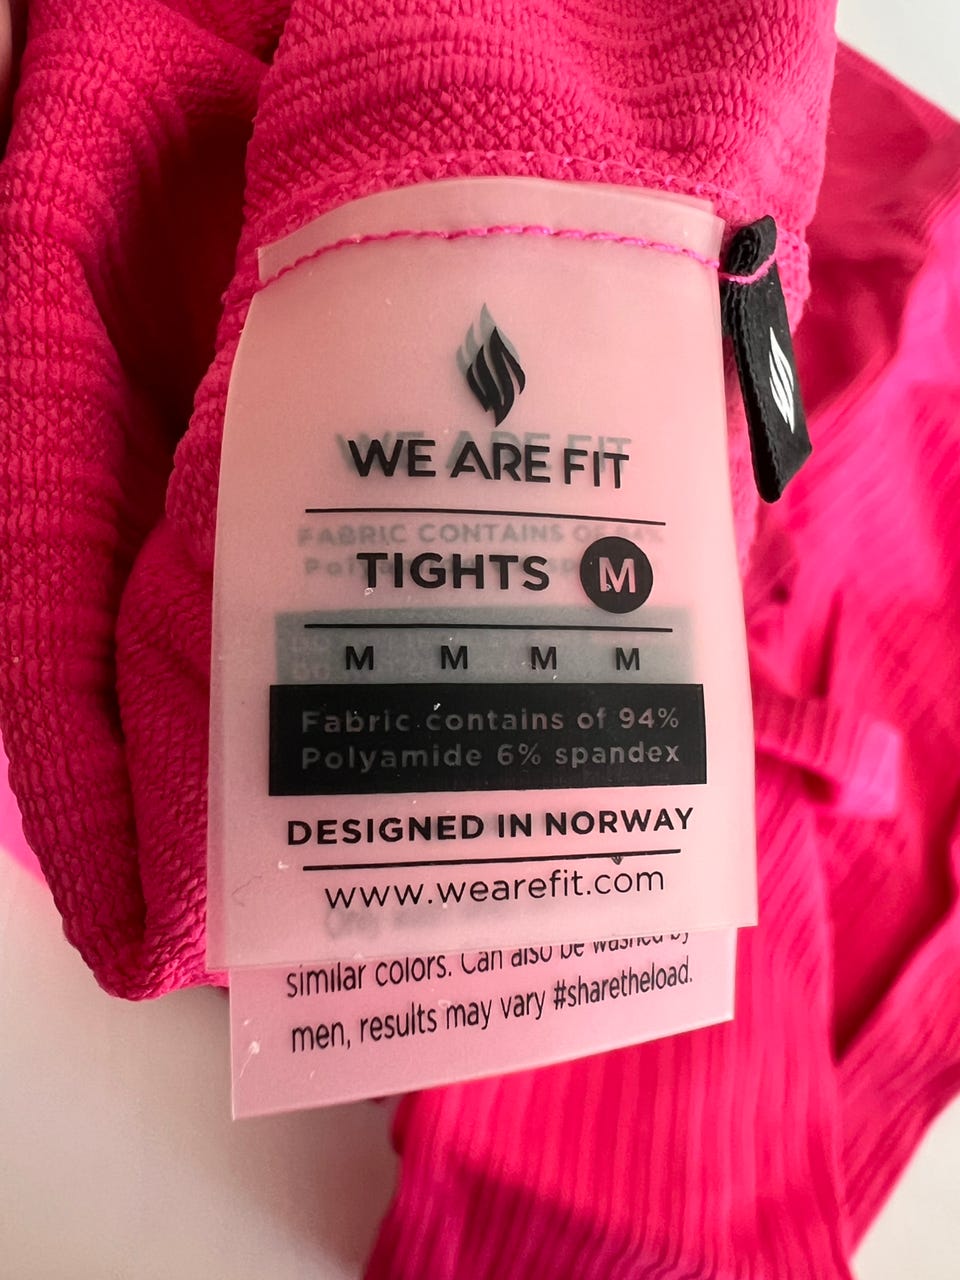 WE ARE FIT
TIGHTS M
M M M M
Fabric contains of 94%
Polyamide 6% spandex
DESIGNED IN NORWAY
www.wearefit.com
similar colors. Can also be washed by
men, results may vary #sharetheload.